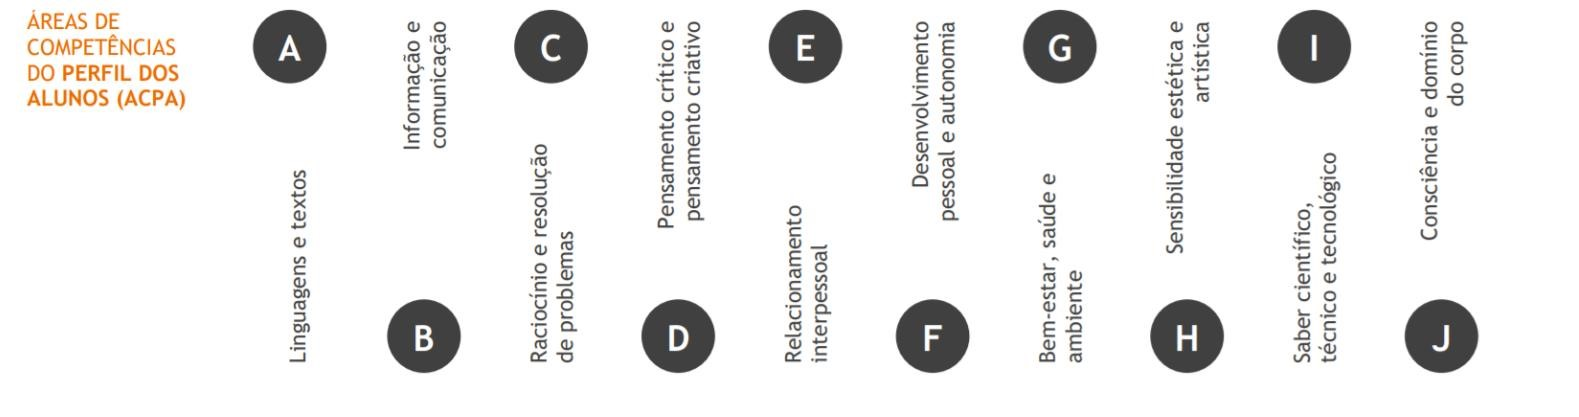 ÁREAS DE
COMPETÊNCIAS
DO PERFIL DOS
ALUNOS (ACPA)
A
Linguagens e textos
B
Informação e
comunicação
C
Raciocínio e resolução
de problemas
D
Pensamento crítico e
pensamento criativo
E
Relacionamento
interpessoal
F
Desenvolvimento
pessoal e autonomia
G
Bem-estar, saúde e
ambiente
H
Sensibilidade estética e
artística
I
Saber científico,
técnico e tecnológico
J
Consciência e domínio
do corpo